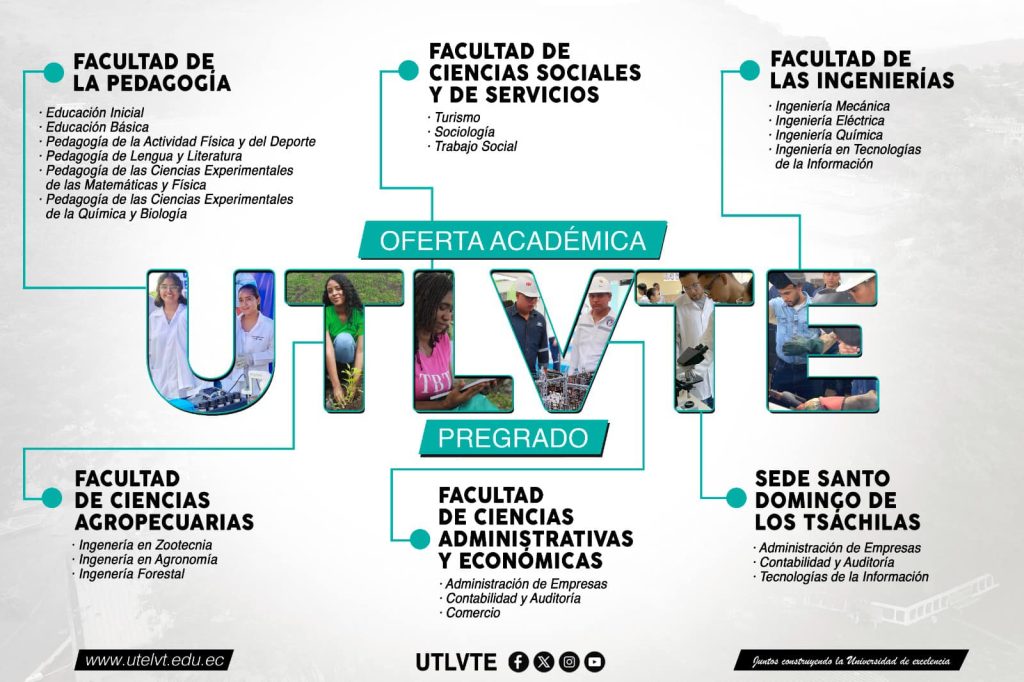 FACULTAD DE
LA PEDAGOGÍA
· Educación Inicial
· Educación Básica
· Pedagogía de la Actividad Física y del Deporte
· Pedagogía de Lengua y Literatura
· Pedagogía de las Ciencias Experimentales
de las Matemáticas y Física
· Pedagogía de las Ciencias Experimentales
de la Química y Biología
FACULTAD DE
CIENCIAS SOCIALES
Y DE SERVICIOS
· Turismo
· Sociología
· Trabajo Social
FACULTAD DE
LAS INGENIERÍAS
· Ingeniería Mecánica
· Ingeniería Eléctrica
· Ingeniería Química
· Ingeniería en Tecnologías
de la Información
OFERTA ACADÉMICA
UTLVTE
PREGRADO
FACULTAD
DE CIENCIAS
AGROPECUARIAS
· Ingenería en Zootecnia
· Ingenería en Agronomía
· Ingenería Forestal
FACULTAD
DE CIENCIAS
ADMINISTRATIVAS
Y ECONÓMICAS
· Administración de Empresas
· Contabilidad y Auditoría
· Comercio
SEDE SANTO
DOMINGO DE
LOS TSÁCHILAS
· Administración de Empresas
· Contabilidad y Auditoría
· Tecnologías de la Información
www.utelvt.edu.ec
UTLVTE
Juntos construyendo la Universidad de excelencia